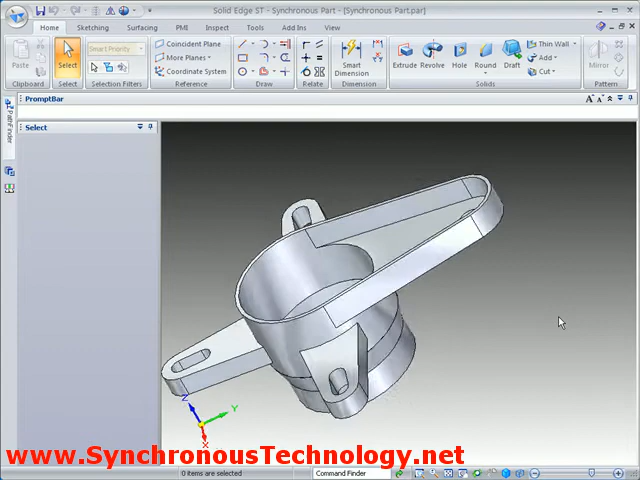 Solid Edge ST - Synchronous Part - [Synchronous Part.par]
Home Sketching Surfacing PMI Inspect Tools Add Ins View
Paste
Select
Smart Priority
Coincident Plane
More Planes
Coordinate System
Smart Dimension
Extrude Revolve Hole Round Draft
Thin Wall
Add
Cut
Mirror
Clipboard Select Selection Filters Reference Draw Relate Dimension Solids Pattern
PromptBar
PathFinder
Select
Z
Y
X
www.SynchronousTechnology.net
0 items are selected Command Finder